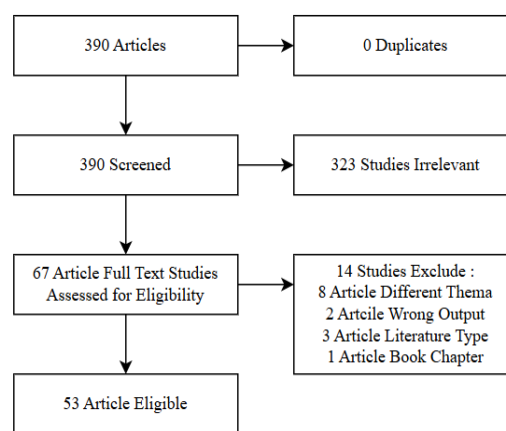 390 Articles
0 Duplicates
390 Screened
323 Studies Irrelevant
67 Article Full Text Studies
Assessed for Eligibility
14 Studies Exclude :
8 Article Different Thema
2 Artcile Wrong Output
3 Article Literature Type
1 Article Book Chapter
53 Article Eligible